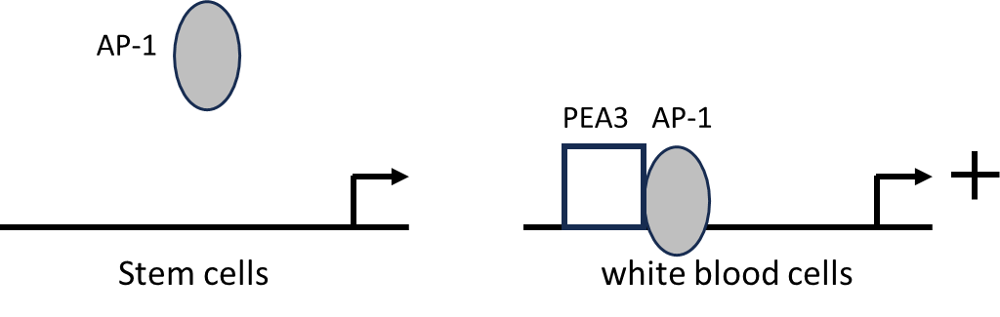 AP-1
PEA3 AP-1
+
Stem cells
white blood cells